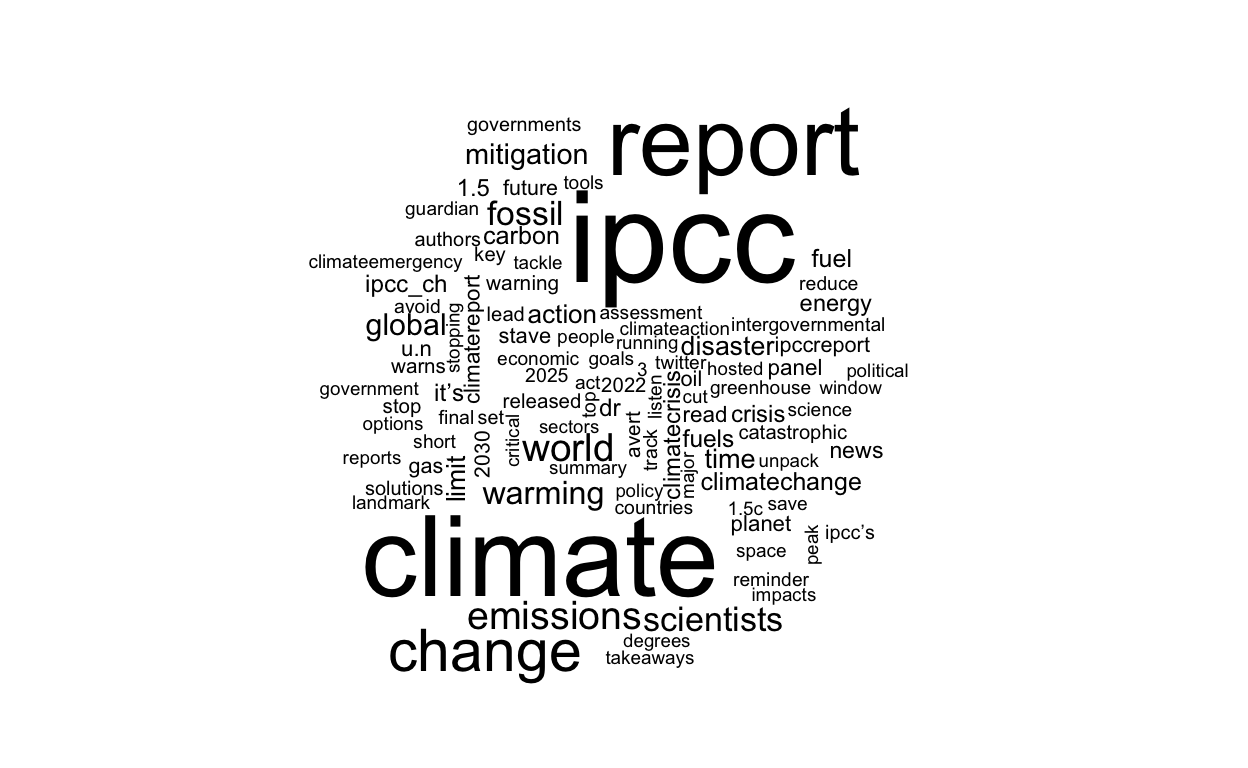 governments
report
mitigation
1.5 future tools
guardian fossil
ipcc
authors carbon
climateemergency key tackle
fuel
ipcc_ch warning
reduce
avoid
energy
climatereport
stopping
lead action assessment
global
stave people running climateaction intergovernmental
u.n
disaster ipccreport
warns
economic goals 3 twitter hosted panel political
2025 act 2022 listen climatecrisis oil greenhouse window
government it's
cut
stop
released top dr
read crisis science
options final set
critical
sectors avert track
fuels catastrophic
short 2030
world
major
time unpack news
reports gas limit
summary
solutions
warming policy
climatechange
landmark
countries
1.5c save
planet
peak ipcc's
climate
space
reminder
impacts
emissions scientists
change
degrees
takeaways